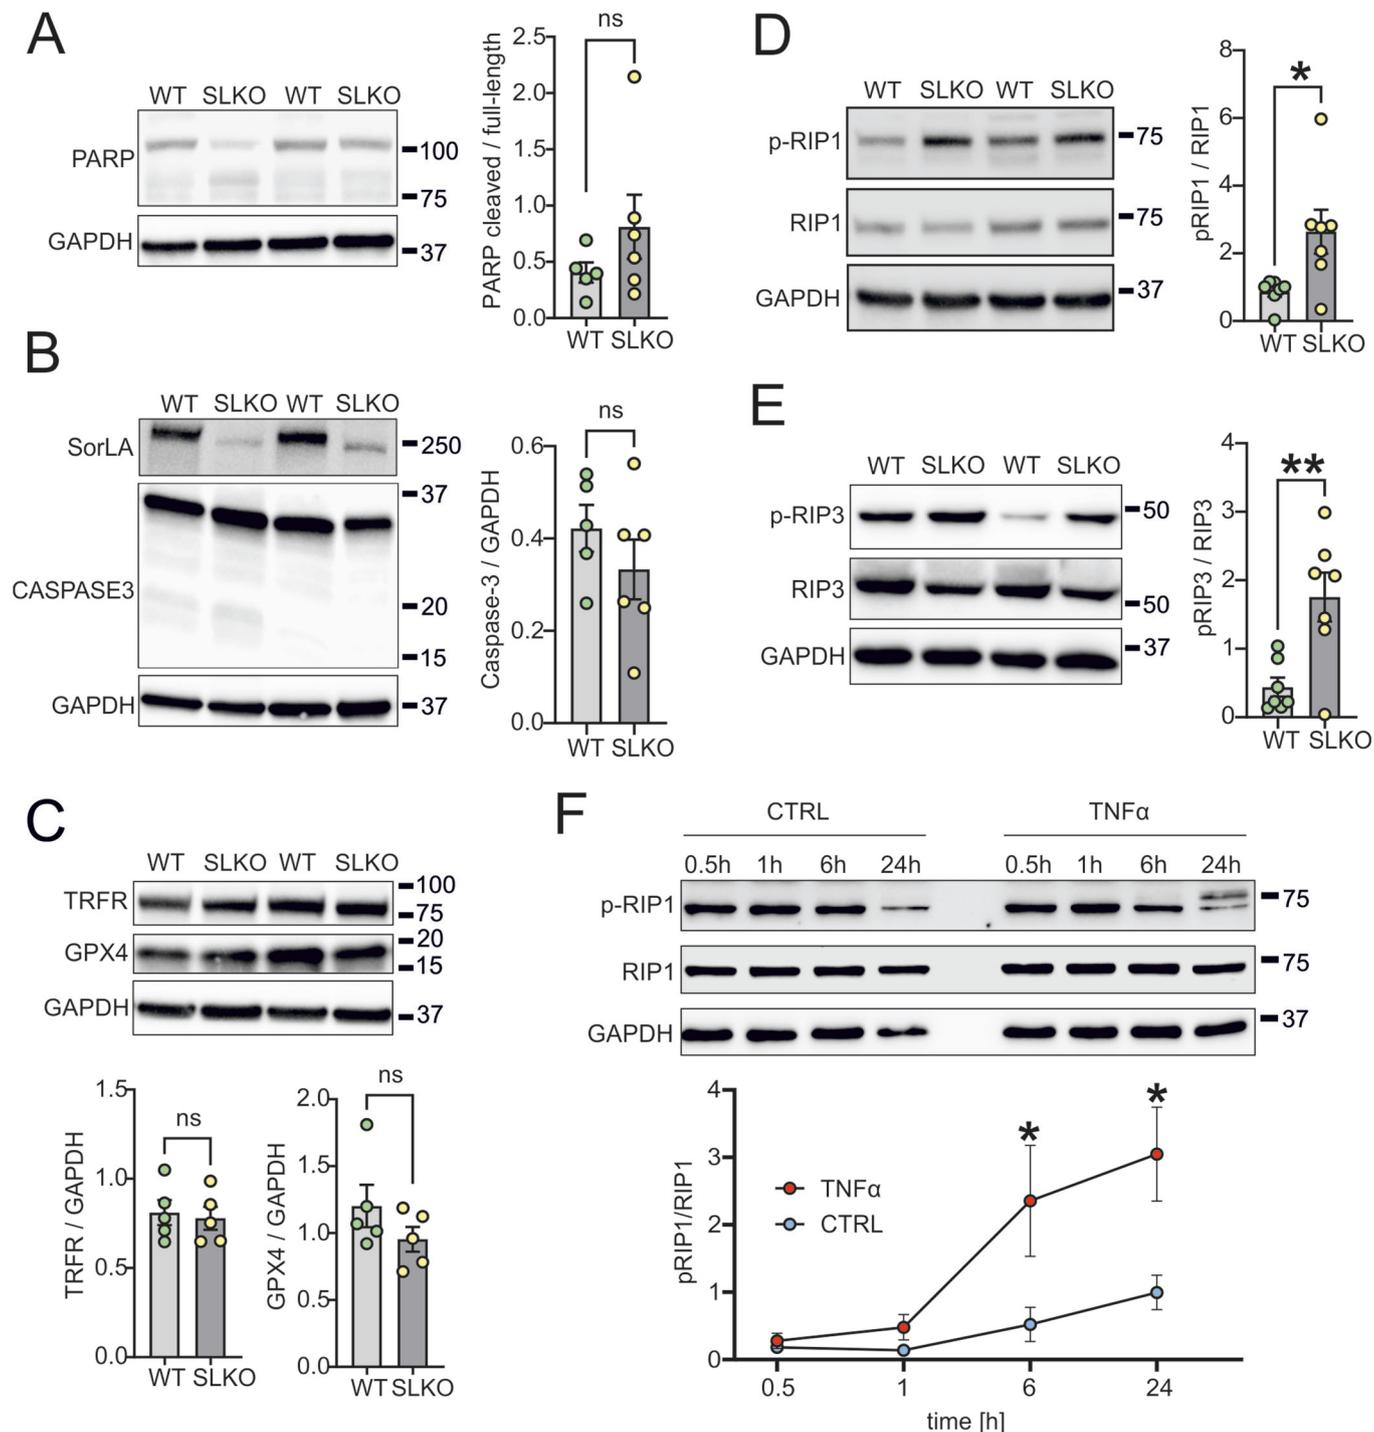 A
WT SLKO WT SLKO
PARP
100
75
GAPDH
37
PARP cleaved / full-length
ns
2.5
2.0
1.5
1.0
0.5
0.0
WT SLKO
B
WT SLKO WT SLKO
SorLA
250
37
CASPASE3
20
15
GAPDH
37
Caspase-3 / GAPDH
ns
0.6
0.4
0.2
0.0
WT SLKO
C
WT SLKO WT SLKO
TRFR
100
75
GPX4
20
15
GAPDH
37
TRFR / GAPDH
ns
1.5
1.0
0.5
0.0
WT SLKO
GPX4 / GAPDH
ns
2.0
1.5
1.0
0.5
0.0
WT SLKO
D
WT SLKO WT SLKO
p-RIP1
75
RIP1
75
GAPDH
37
pRIP1 / RIP1
*
8
6
4
2
0
WT SLKO
E
WT SLKO WT SLKO
p-RIP3
50
RIP3
50
GAPDH
37
pRIP3 / RIP3
**
4
3
2
1
0
WT SLKO
F
CTRL TNFα
0.5h 1h 6h 24h 0.5h 1h 6h 24h
p-RIP1
75
RIP1
75
GAPDH
37
pRIP1/RIP1
4
3
2
1
0
* *
TNFα
CTRL
0.5 1 6 24
time [h]